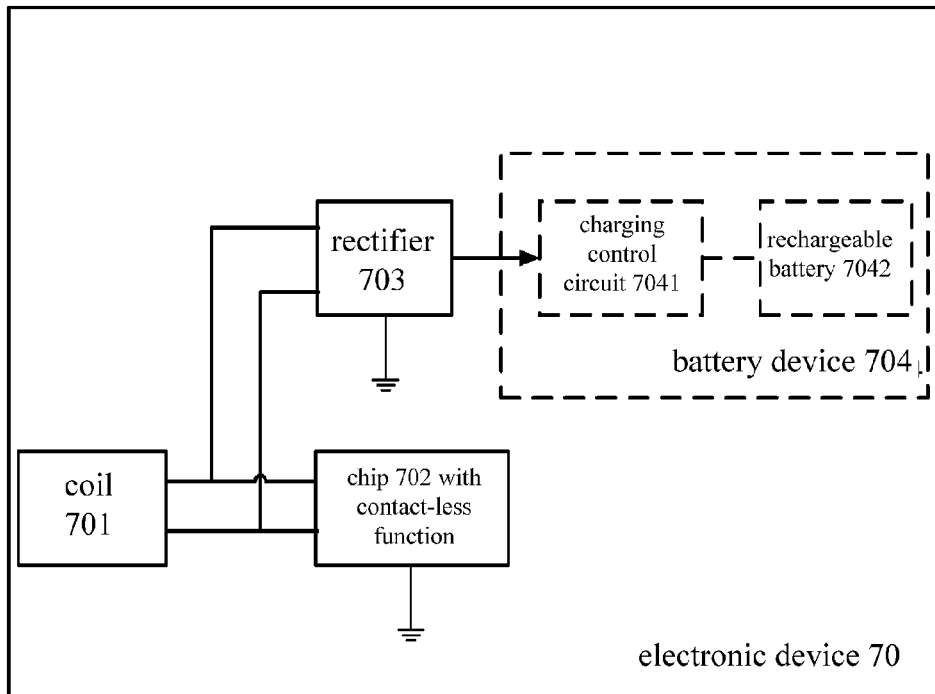 rectifier
703
charging
control
circuit 7041
rechargeable
battery 7042
battery device 704
coil
701
chip 702 with
contact-less
function
electronic device 70